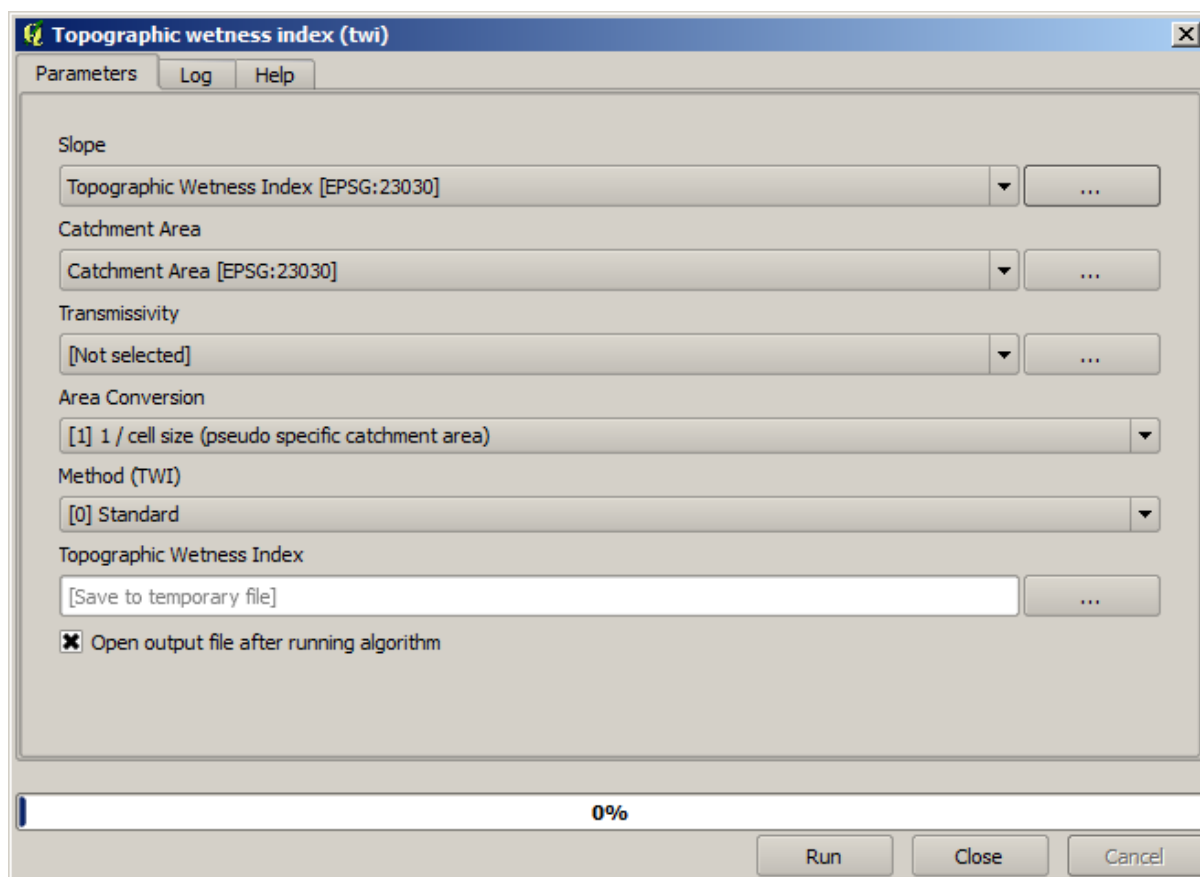 Topographic wetness index (twi)
Parameters Log Help
Slope
Topographic Wetness Index [EPSG:23030] ...
Catchment Area
Catchment Area [EPSG:23030] ...
Transmissivity
[Not selected] ...
Area Conversion
[1] 1 / cell size (pseudo specific catchment area)
Method (TWI)
[0] Standard
Topographic Wetness Index
[Save to temporary file] ...
Open output file after running algorithm
0%
Run Close Cancel